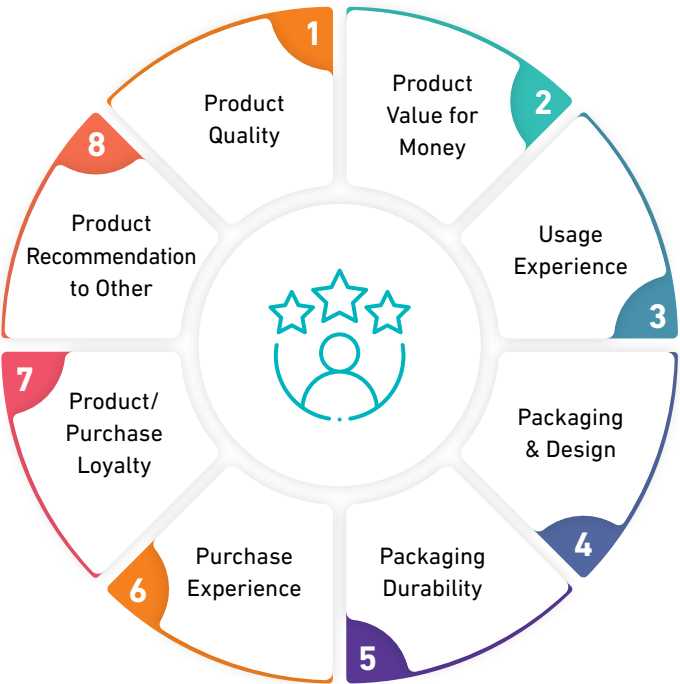 1
Product
Quality
2
Product
Value for
Money
3
Usage
Experience
4
Packaging
& Design
5
Packaging
Durability
6
Purchase
Experience
7
Product/
Purchase
Loyalty
8
Product
Recommendation
to Other